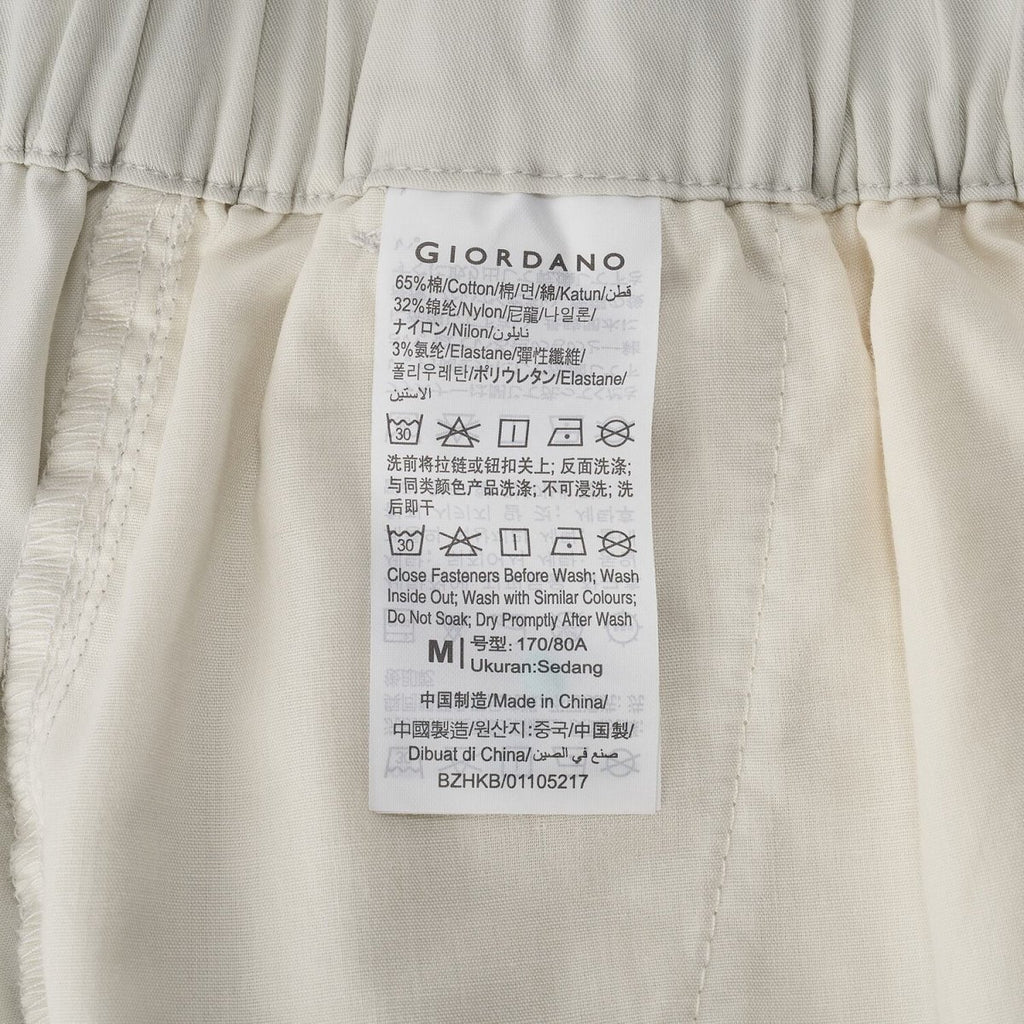 GIORDANO
65%棉/Cotton/棉/면/綿/Katun/قطن
32%锦纶/Nylon/尼龍/나일론/
ナイロン/Nilon/نايلون
3%氨纶/Elastane/彈性纖維/
폴리우레탄/ポリウレタン/Elastane/
الاستين
30
洗前将拉链或钮扣关上; 反面洗涤;
与同类颜色产品洗涤; 不可浸洗; 洗
后即干
30
Close Fasteners Before Wash; Wash
Inside Out; Wash with Similar Colours;
Do Not Soak; Dry Promptly After Wash
M 号型: 170/80A
Ukuran:Sedang
中国制造/Made in China/
中國製造/원산지:중국/中国製/
Dibuat di China/صنع في الصين
BZHKB/01105217